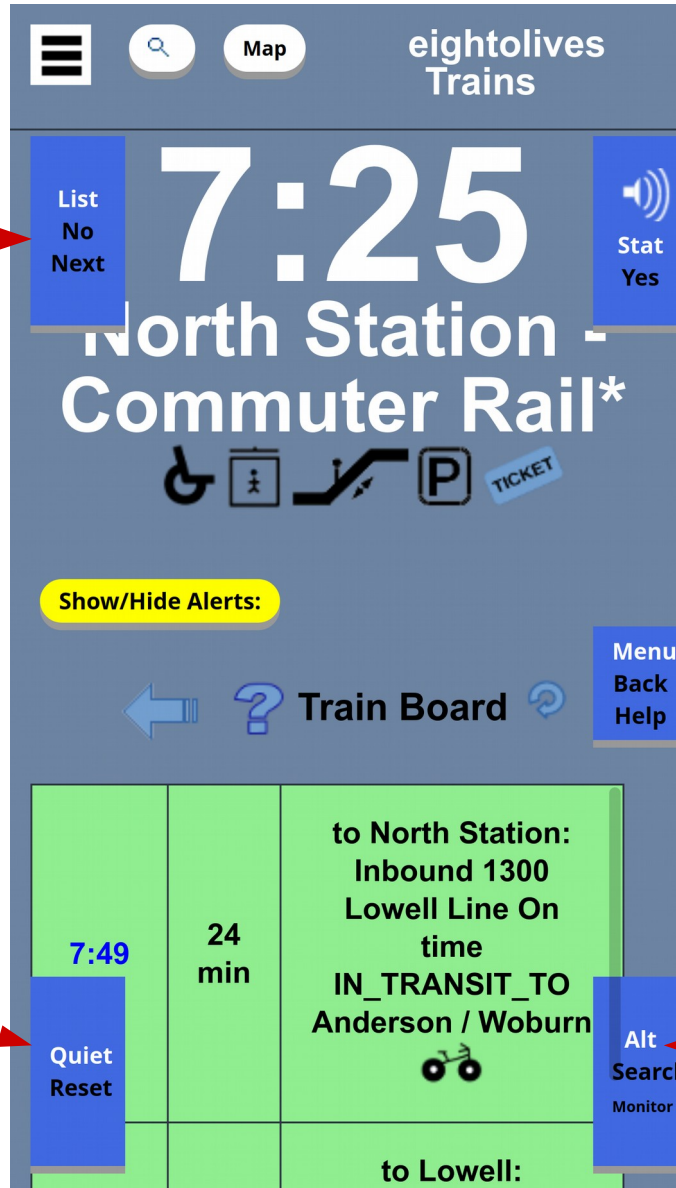 Map
eightolives
Trains
List
No
Next
7:25
Stat
Yes
North Station -
Commuter Rail*
P
TICKET
Show/Hide Alerts:
Menu
Back
Help
? Train Board
7:49
24
min
to North Station:
Inbound 1300
Lowell Line On
time
IN_TRANSIT_TO
Anderson / Woburn
Quiet
Reset
Alt
Search
Monitor
to Lowell: